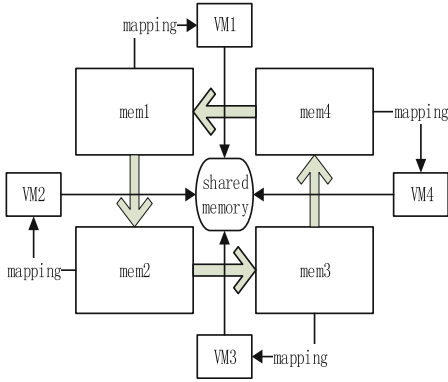 mapping
VM1
mem1
mem4
mapping
shared
memory
VM2
VM4
mapping
mem2
mem3
VM3
mapping